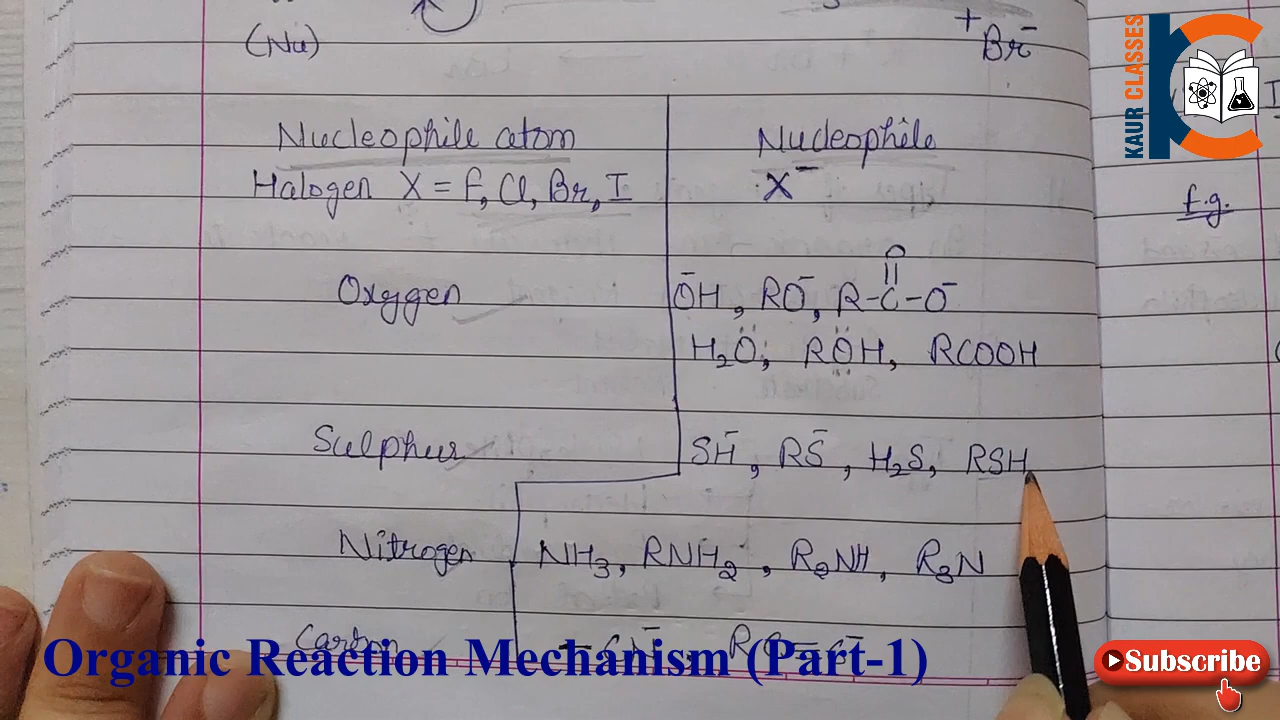 (Nu)
+
Br⁻
KAUR CLASSES
Nucleophile atom
Nucleophile
Halogen X = F, Cl, Br, I
X⁻
f.g.
O
Oxygen
⁻OH, RO⁻, R-C-O⁻
H₂Ö:, RÖH, RCOOH
Sulphur
SH⁻, RS⁻, H₂S, RSH
Nitrogen
NH₃, RNH₂, R₂NH, R₃N
Carbon
Organic Reaction Mechanism (Part-1)
Subscribe